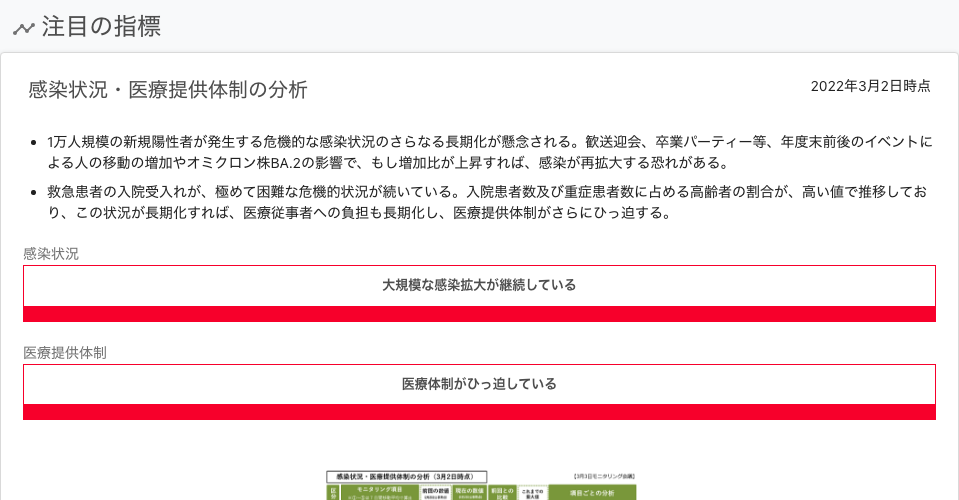 注目の指標
感染状況・医療提供体制の分析
2022年3月2日時点
1万人規模の新規陽性者が発生する危機的な感染状況のさらなる長期化が懸念される。歓送迎会、卒業パーティー等、年度末前後のイベントに
よる人の移動の増加やオミクロン株BA.2の影響で、もし増加比が上昇すれば、感染が再拡大する恐れがある。
救急患者の入院受入れが、極めて困難な危機的状況が続いている。入院患者数及び重症患者数に占める高齢者の割合が、高い値で推移してお
り、この状況が長期化すれば、医療従事者への負担も長期化し、医療提供体制がさらにひっ迫する。
感染状況
大規模な感染拡大が継続している
医療提供体制
医療体制がひっ迫している
感染状況・医療提供体制の分析（3月2日時点）
【3月3日モニタリング会議】
区分
モニタリング項目
前回の数値
現在の数値
前回との
比較
これまでの
最大値
項目ごとの分析